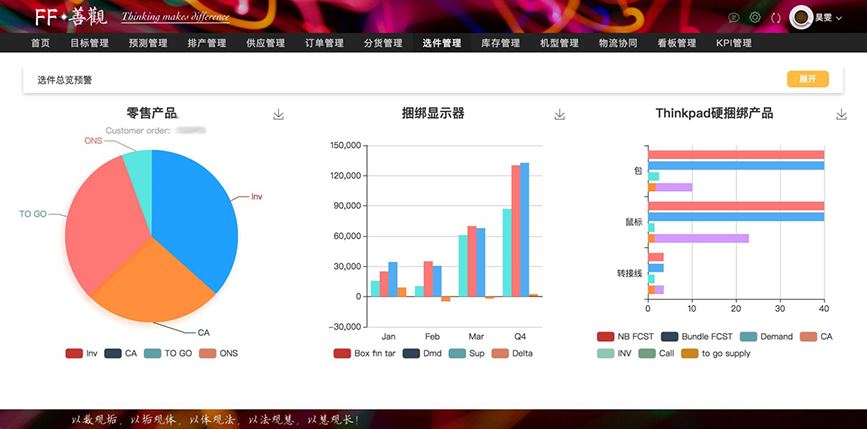 FF✦善觀 Thinking makes difference 吴雯
首页 目标管理 预测管理 排产管理 供应管理 订单管理 分货管理 选件管理 库存管理 机型管理 物流协同 看板管理 KPI管理
选件总览预警 展开
零售产品
Customer order:
ONS
Inv
TO GO
CA
Inv CA TO GO ONS
捆绑显示器
150,000
120,000
90,000
60,000
30,000
0
-30,000
Jan Feb Mar Q4
Box fin tar Dmd Sup Delta
Thinkpad硬捆绑产品
包
鼠标
转接线
0 10 20 30 40
NB FCST Bundle FCST Demand CA
INV Call to go supply
以数观垢，以垢观体，以体观法，以法观慧，以慧观长！